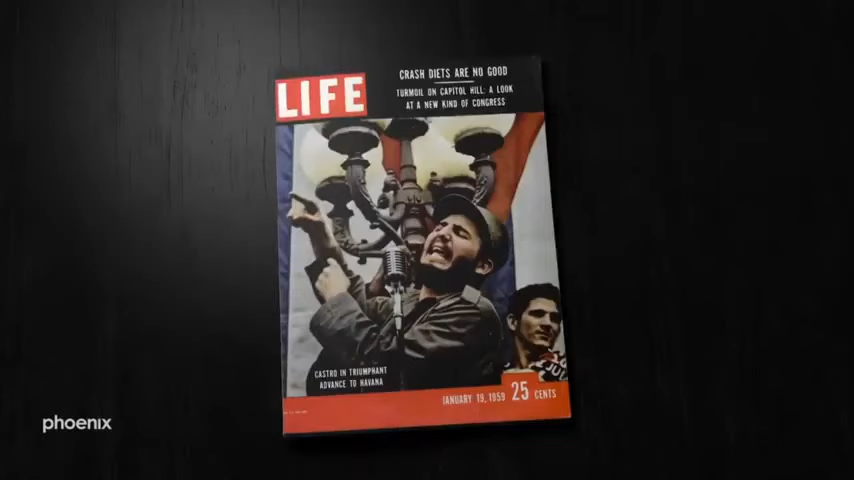 LIFE
CRASH DIETS ARE NO GOOD
TURMOIL ON CAPITOL HILL: A LOOK
AT A NEW KIND OF CONGRESS
CASTRO IN TRIUMPHANT
ADVANCE TO HAVANA
JANUARY 19, 1959 25 CENTS
phoenix